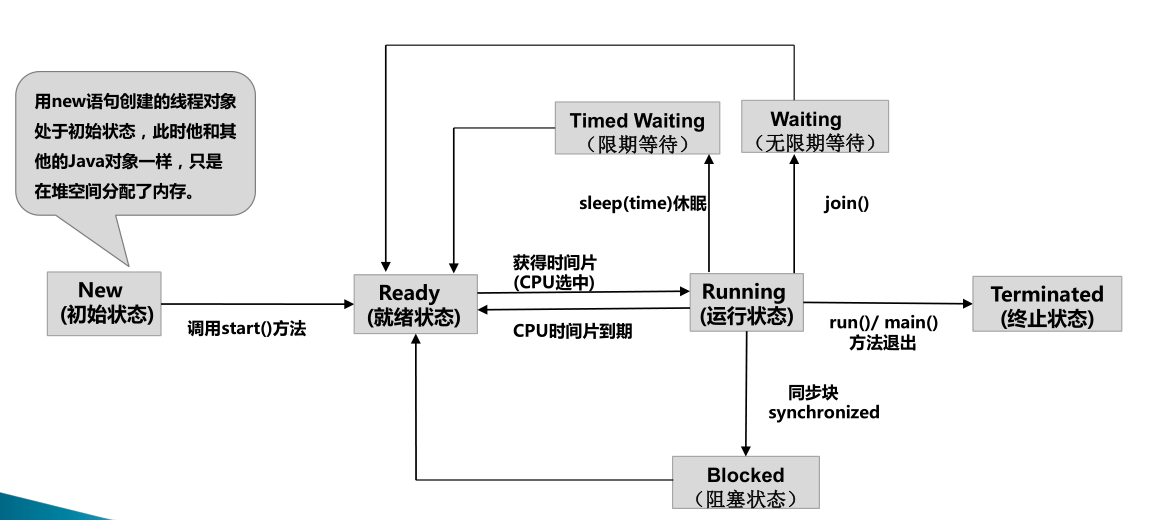 用new语句创建的线程对象
处于初始状态，此时他和其
他的Java对象一样，只是
在堆空间分配了内存。
Timed Waiting
（限期等待）
Waiting
（无限期等待）
sleep(time)休眠
join()
New
(初始状态)
调用start()方法
Ready
(就绪状态)
获得时间片
(CPU选中)
CPU时间片到期
Running
(运行状态)
run()/ main()
方法退出
Terminated
(终止状态)
同步块
synchronized
Blocked
（阻塞状态）